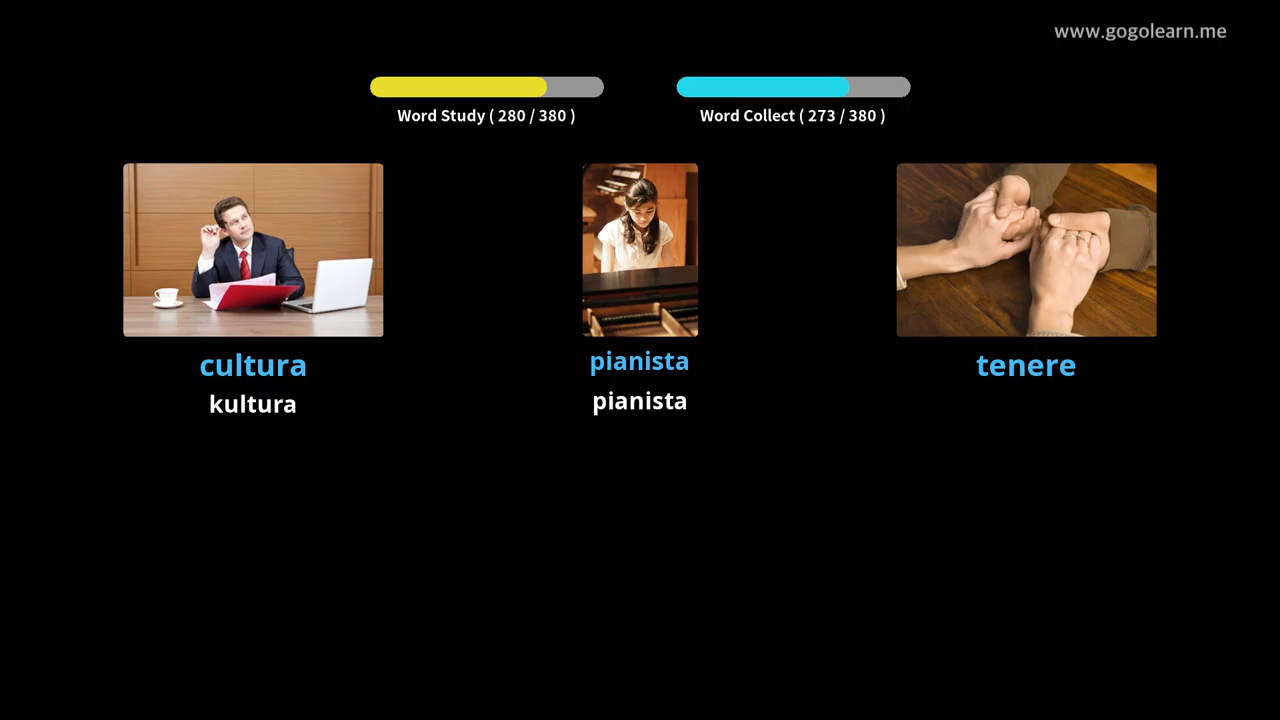 www.gogolearn.me
Word Study ( 280 / 380 )
Word Collect ( 273 / 380 )
cultura
kultura
pianista
pianista
tenere